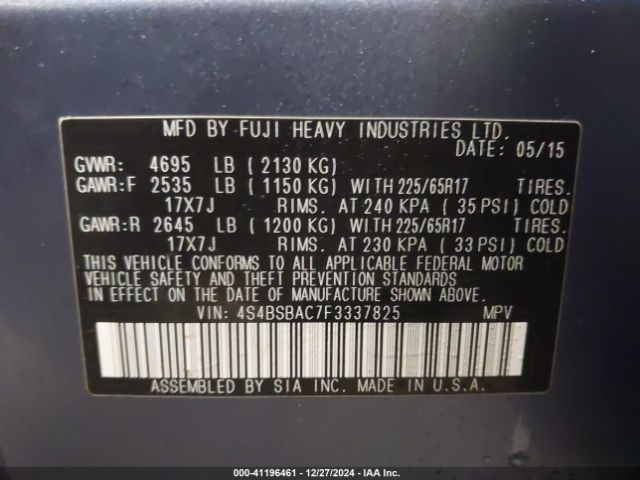 MFD BY FUJI HEAVY INDUSTRIES LTD.
DATE: 05/15
GVWR: 4695 LB ( 2130 KG)
GAWR:F 2535 LB ( 1150 KG) WITH 225/65R17 TIRES.
17X7J RIMS. AT 240 KPA ( 35 PSI) COLD
GAWR:R 2645 LB ( 1200 KG) WITH 225/65R17 TIRES.
17X7J RIMS. AT 230 KPA ( 33 PSI) COLD
THIS VEHICLE CONFORMS TO ALL APPLICABLE FEDERAL MOTOR
VEHICLE SAFETY AND THEFT PREVENTION STANDARDS
IN EFFECT ON THE DATE OF MANUFACTURE SHOWN ABOVE.
VIN: 4S4BSBAC7F3337825 MPV
ASSEMBLED BY SIA INC. MADE IN U.S.A.
000-41196461 - 12/27/2024 - IAA Inc.